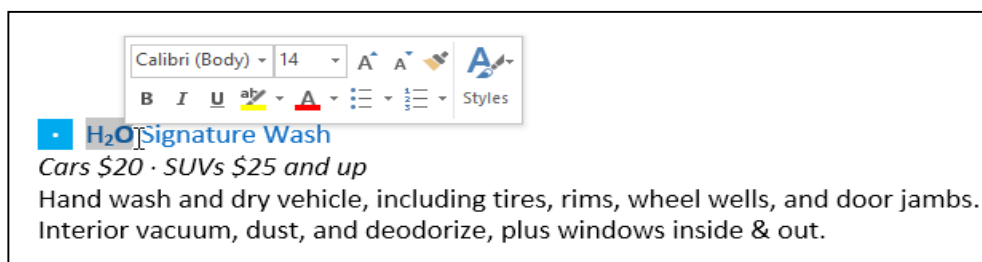 Calibri (Body) 14 A A
B I U ab A Styles
· H₂O Signature Wash
Cars $20 · SUVs $25 and up
Hand wash and dry vehicle, including tires, rims, wheel wells, and door jambs.
Interior vacuum, dust, and deodorize, plus windows inside & out.